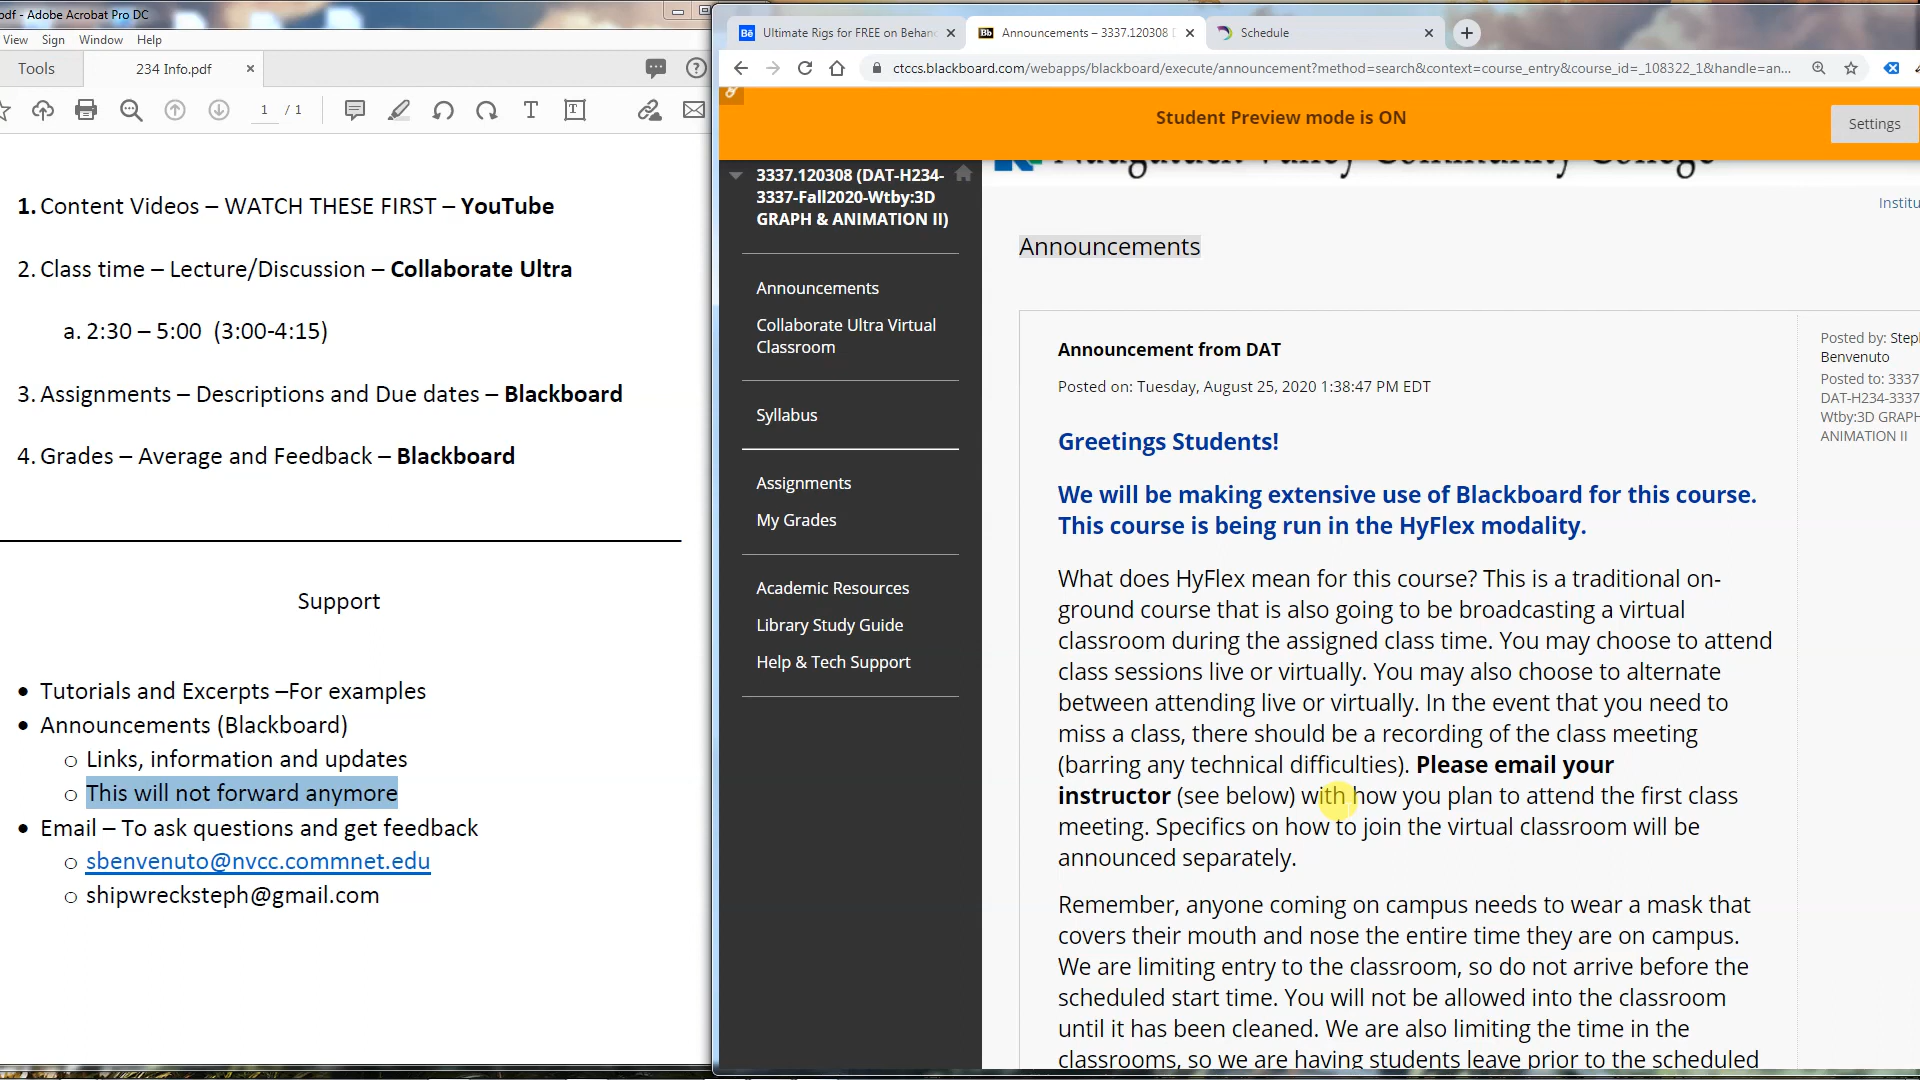 pdf - Adobe Acrobat Pro DC
View Sign Window Help
Tools
234 Info.pdf
1 / 1
1. Content Videos – WATCH THESE FIRST – YouTube
2. Class time – Lecture/Discussion – Collaborate Ultra
a. 2:30 – 5:00 (3:00-4:15)
3. Assignments – Descriptions and Due dates – Blackboard
4. Grades – Average and Feedback – Blackboard
Support
• Tutorials and Excerpts –For examples
• Announcements (Blackboard)
o Links, information and updates
o This will not forward anymore
• Email – To ask questions and get feedback
o sbenvenuto@nvcc.commnet.edu
o shipwrecksteph@gmail.com
Bē Ultimate Rigs for FREE on Behan
Bb Announcements – 3337.120308
Schedule
ctccs.blackboard.com/webapps/blackboard/execute/announcement?method=search&context=course_entry&course_id=_108322_1&handle=an...
Student Preview mode is ON
Settings
Naugatuck Valley Community College
3337.120308 (DAT-H234-
3337-Fall2020-Wtby:3D
GRAPH & ANIMATION II)
Announcements
Collaborate Ultra Virtual
Classroom
Syllabus
Assignments
My Grades
Academic Resources
Library Study Guide
Help & Tech Support
Institu
Announcements
Announcement from DAT
Posted on: Tuesday, August 25, 2020 1:38:47 PM EDT
Greetings Students!
We will be making extensive use of Blackboard for this course.
This course is being run in the HyFlex modality.
What does HyFlex mean for this course? This is a traditional on-
ground course that is also going to be broadcasting a virtual
classroom during the assigned class time. You may choose to attend
class sessions live or virtually. You may also choose to alternate
between attending live or virtually. In the event that you need to
miss a class, there should be a recording of the class meeting
(barring any technical difficulties). Please email your
instructor (see below) with how you plan to attend the first class
meeting. Specifics on how to join the virtual classroom will be
announced separately.
Remember, anyone coming on campus needs to wear a mask that
covers their mouth and nose the entire time they are on campus.
We are limiting entry to the classroom, so do not arrive before the
scheduled start time. You will not be allowed into the classroom
until it has been cleaned. We are also limiting the time in the
classrooms, so we are having students leave prior to the scheduled
Posted by: Step
Benvenuto
Posted to: 3337
DAT-H234-3337
Wtby:3D GRAPH
ANIMATION II